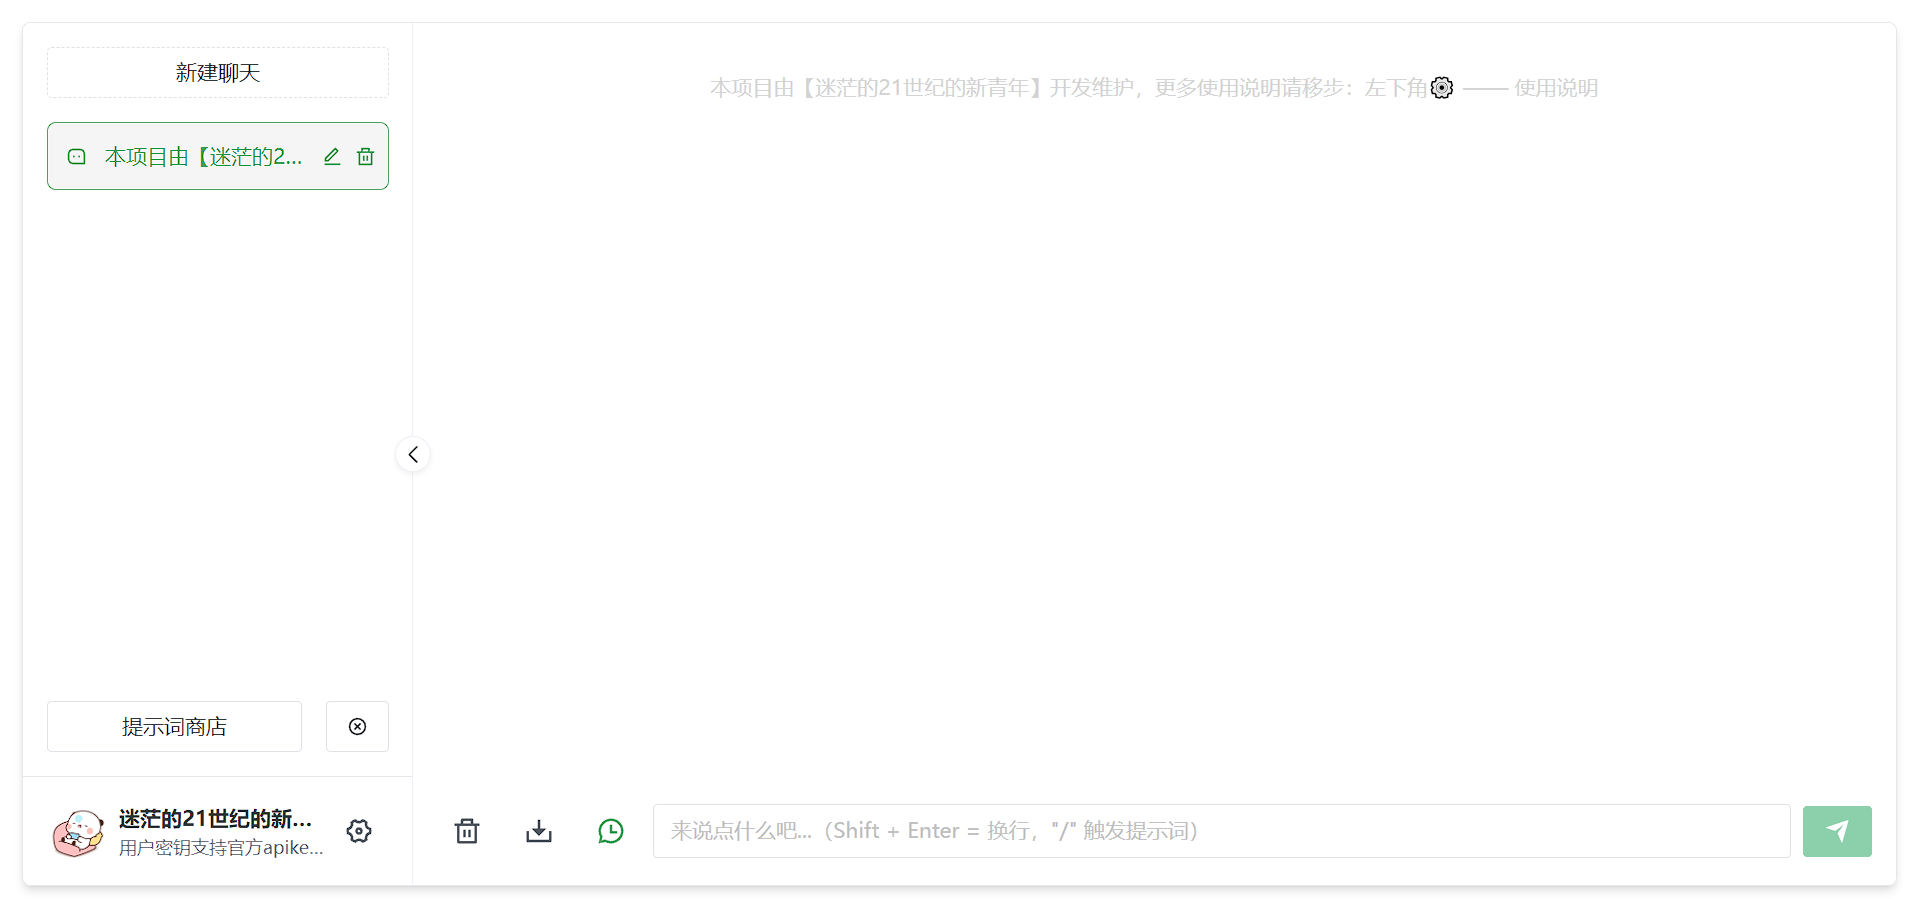 新建聊天
本项目由【迷茫的2...
提示词商店
迷茫的21世纪的新...
用户密钥支持官方apike...
本项目由【迷茫的21世纪的新青年】开发维护，更多使用说明请移步：左下角 —— 使用说明
来说点什么吧...（Shift + Enter = 换行，"/" 触发提示词）